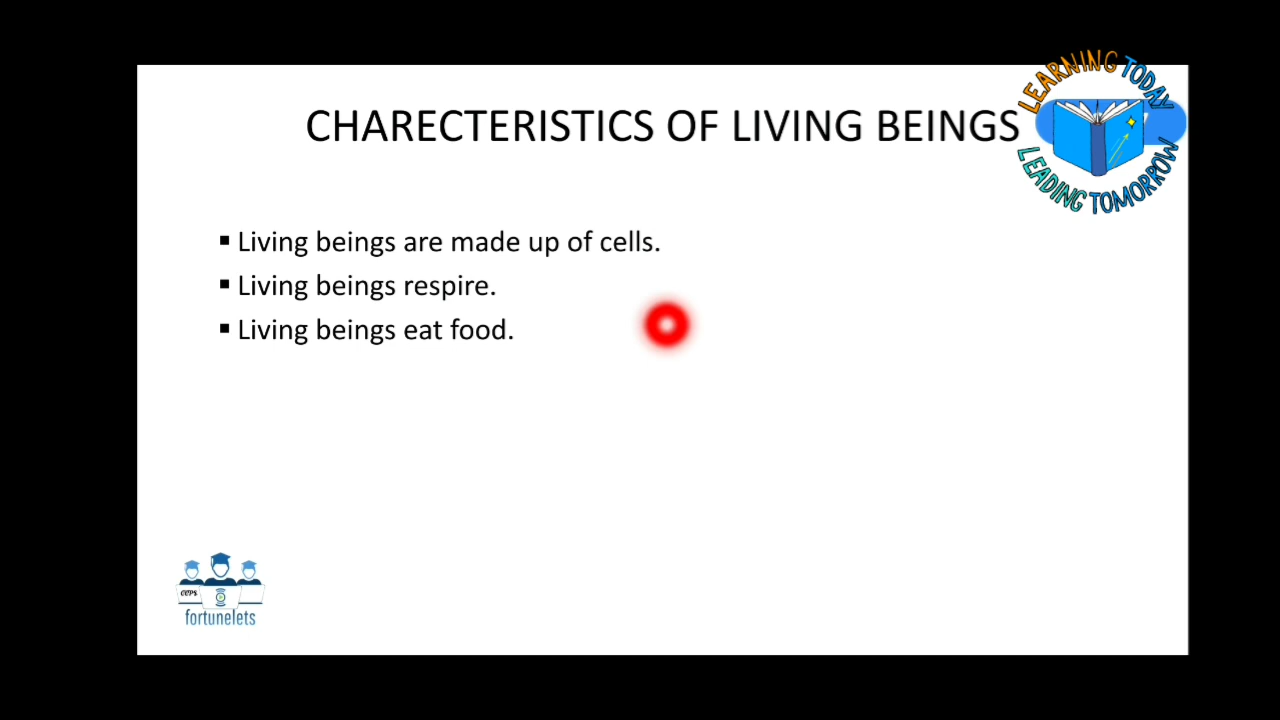 CHARECTERISTICS OF LIVING BEINGS
LEARNING TODAY
LEADING TOMORROW
▪ Living beings are made up of cells.
▪ Living beings respire.
▪ Living beings eat food.
CCPS
fortunelets